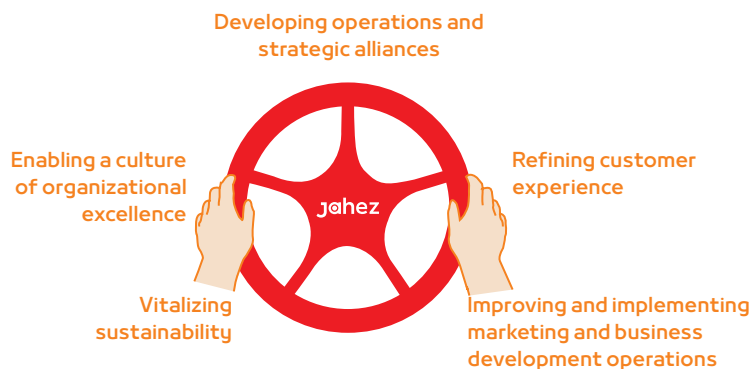 Developing operations and
strategic alliances
Enabling a culture
of organizational
excellence
Refining customer
experience
jahez
Vitalizing
sustainability
Improving and implementing
marketing and business
development operations